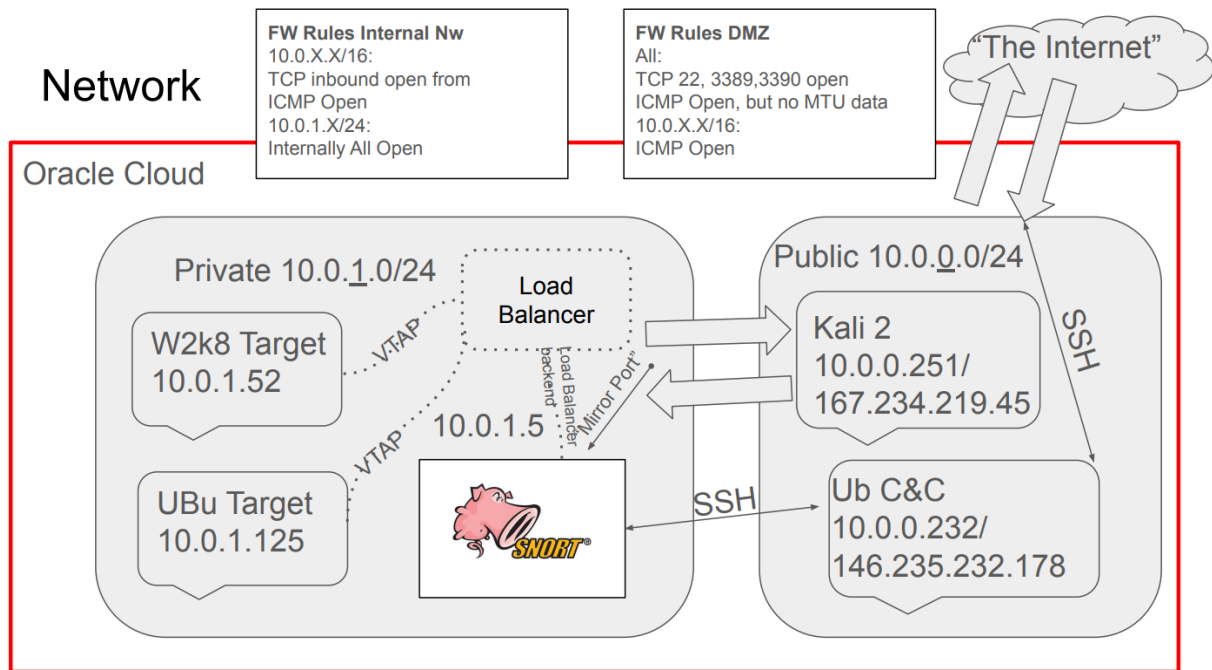 FW Rules Internal Nw
10.0.X.X/16:
TCP inbound open from
ICMP Open
10.0.1.X/24:
Internally All Open
FW Rules DMZ
All:
TCP 22, 3389,3390 open
ICMP Open, but no MTU data
10.0.X.X/16:
ICMP Open
“The Internet”
Network
Oracle Cloud
Private 10.0.1.0/24
Load
Balancer
W2k8 Target
10.0.1.52
VTAP
Load Balancer
backend
“Mirror Port”
10.0.1.5
VTAP
UBu Target
10.0.1.125
SNORT®
SSH
Public 10.0.0.0/24
Kali 2
10.0.0.251/
167.234.219.45
SSH
Ub C&C
10.0.0.232/
146.235.232.178